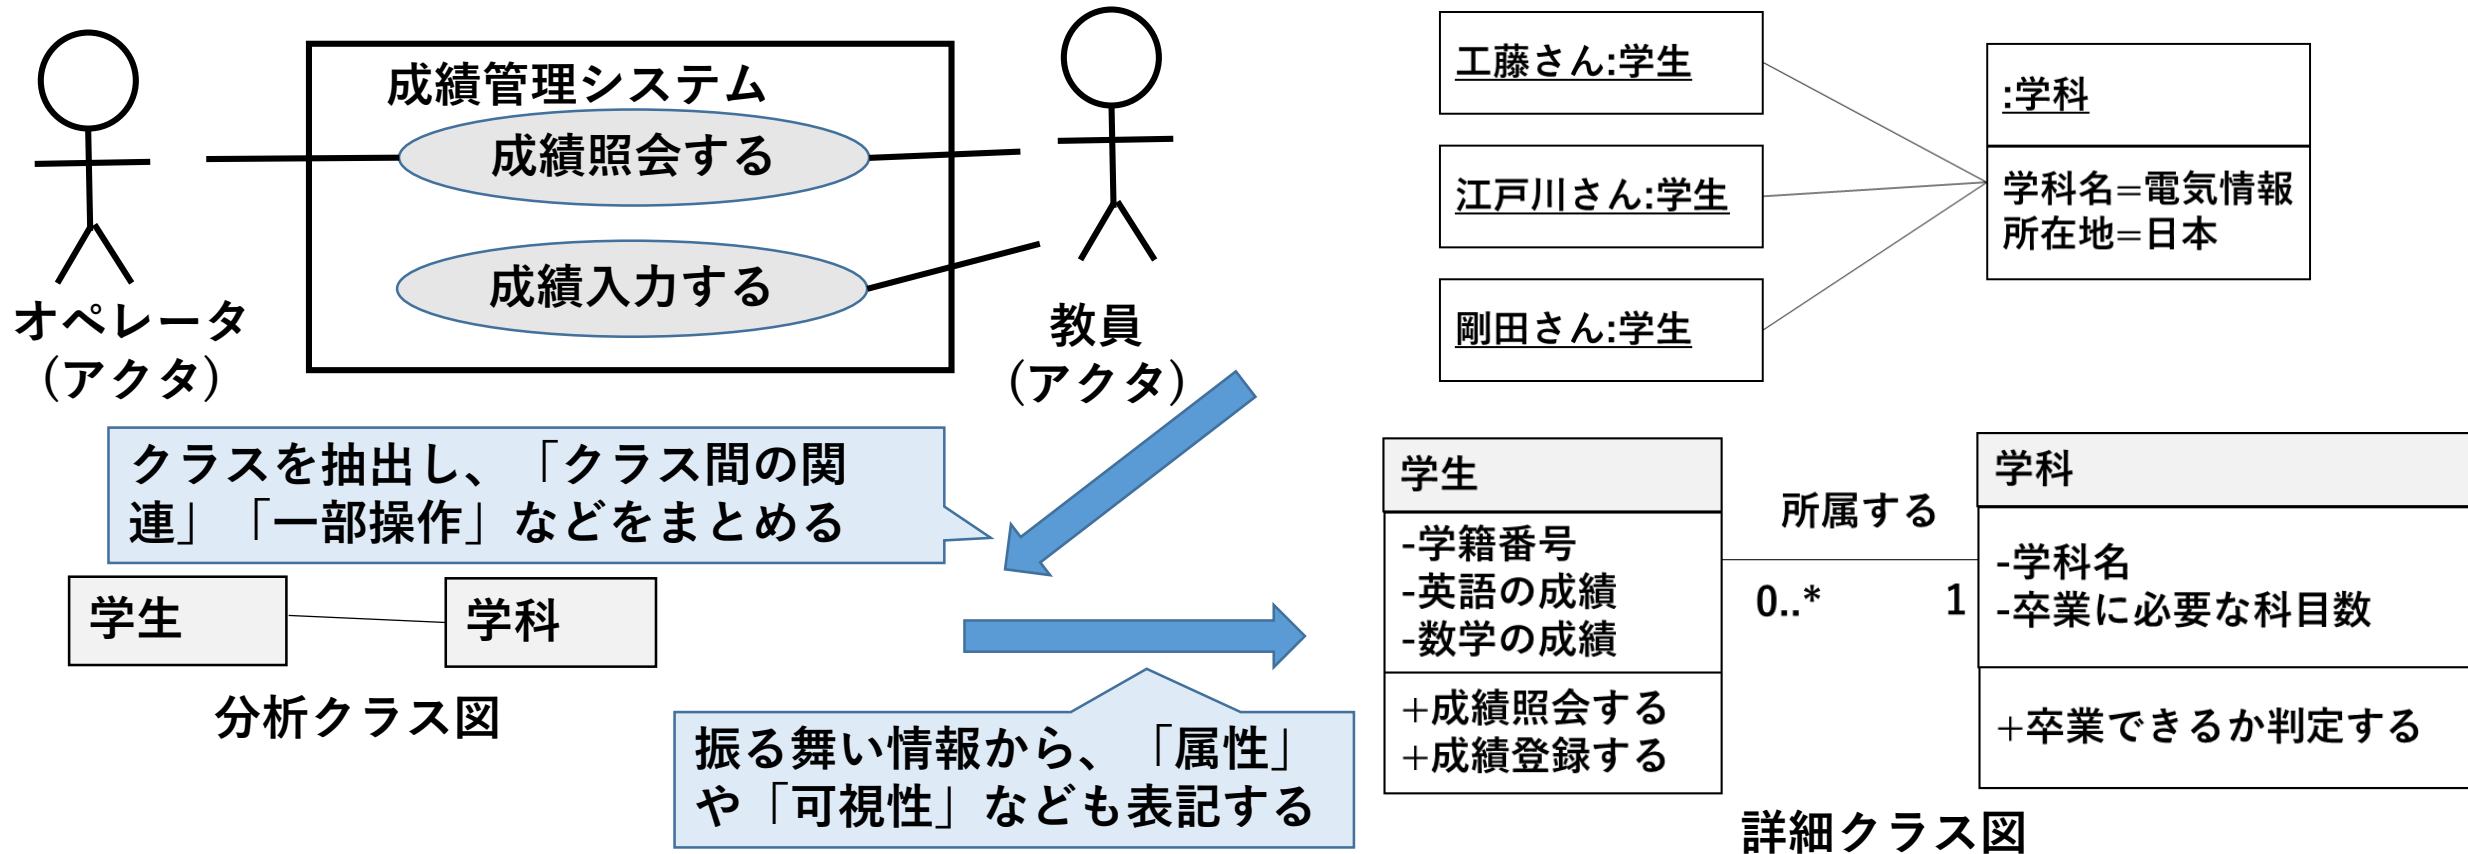 成績管理システム
成績照会する
成績入力する
オペレータ
（アクタ）
教員
（アクタ）
工藤さん:学生
江戸川さん:学生
剛田さん:学生
:学科
学科名=電気情報
所在地=日本
クラスを抽出し、「クラス間の関
連」「一部操作」などをまとめる
学生
学科
分析クラス図
振る舞い情報から、「属性」
や「可視性」なども表記する
学生
-学籍番号
-英語の成績
-数学の成績
+成績照会する
+成績登録する
所属する
0..*
1
学科
-学科名
-卒業に必要な科目数
+卒業できるか判定する
詳細クラス図